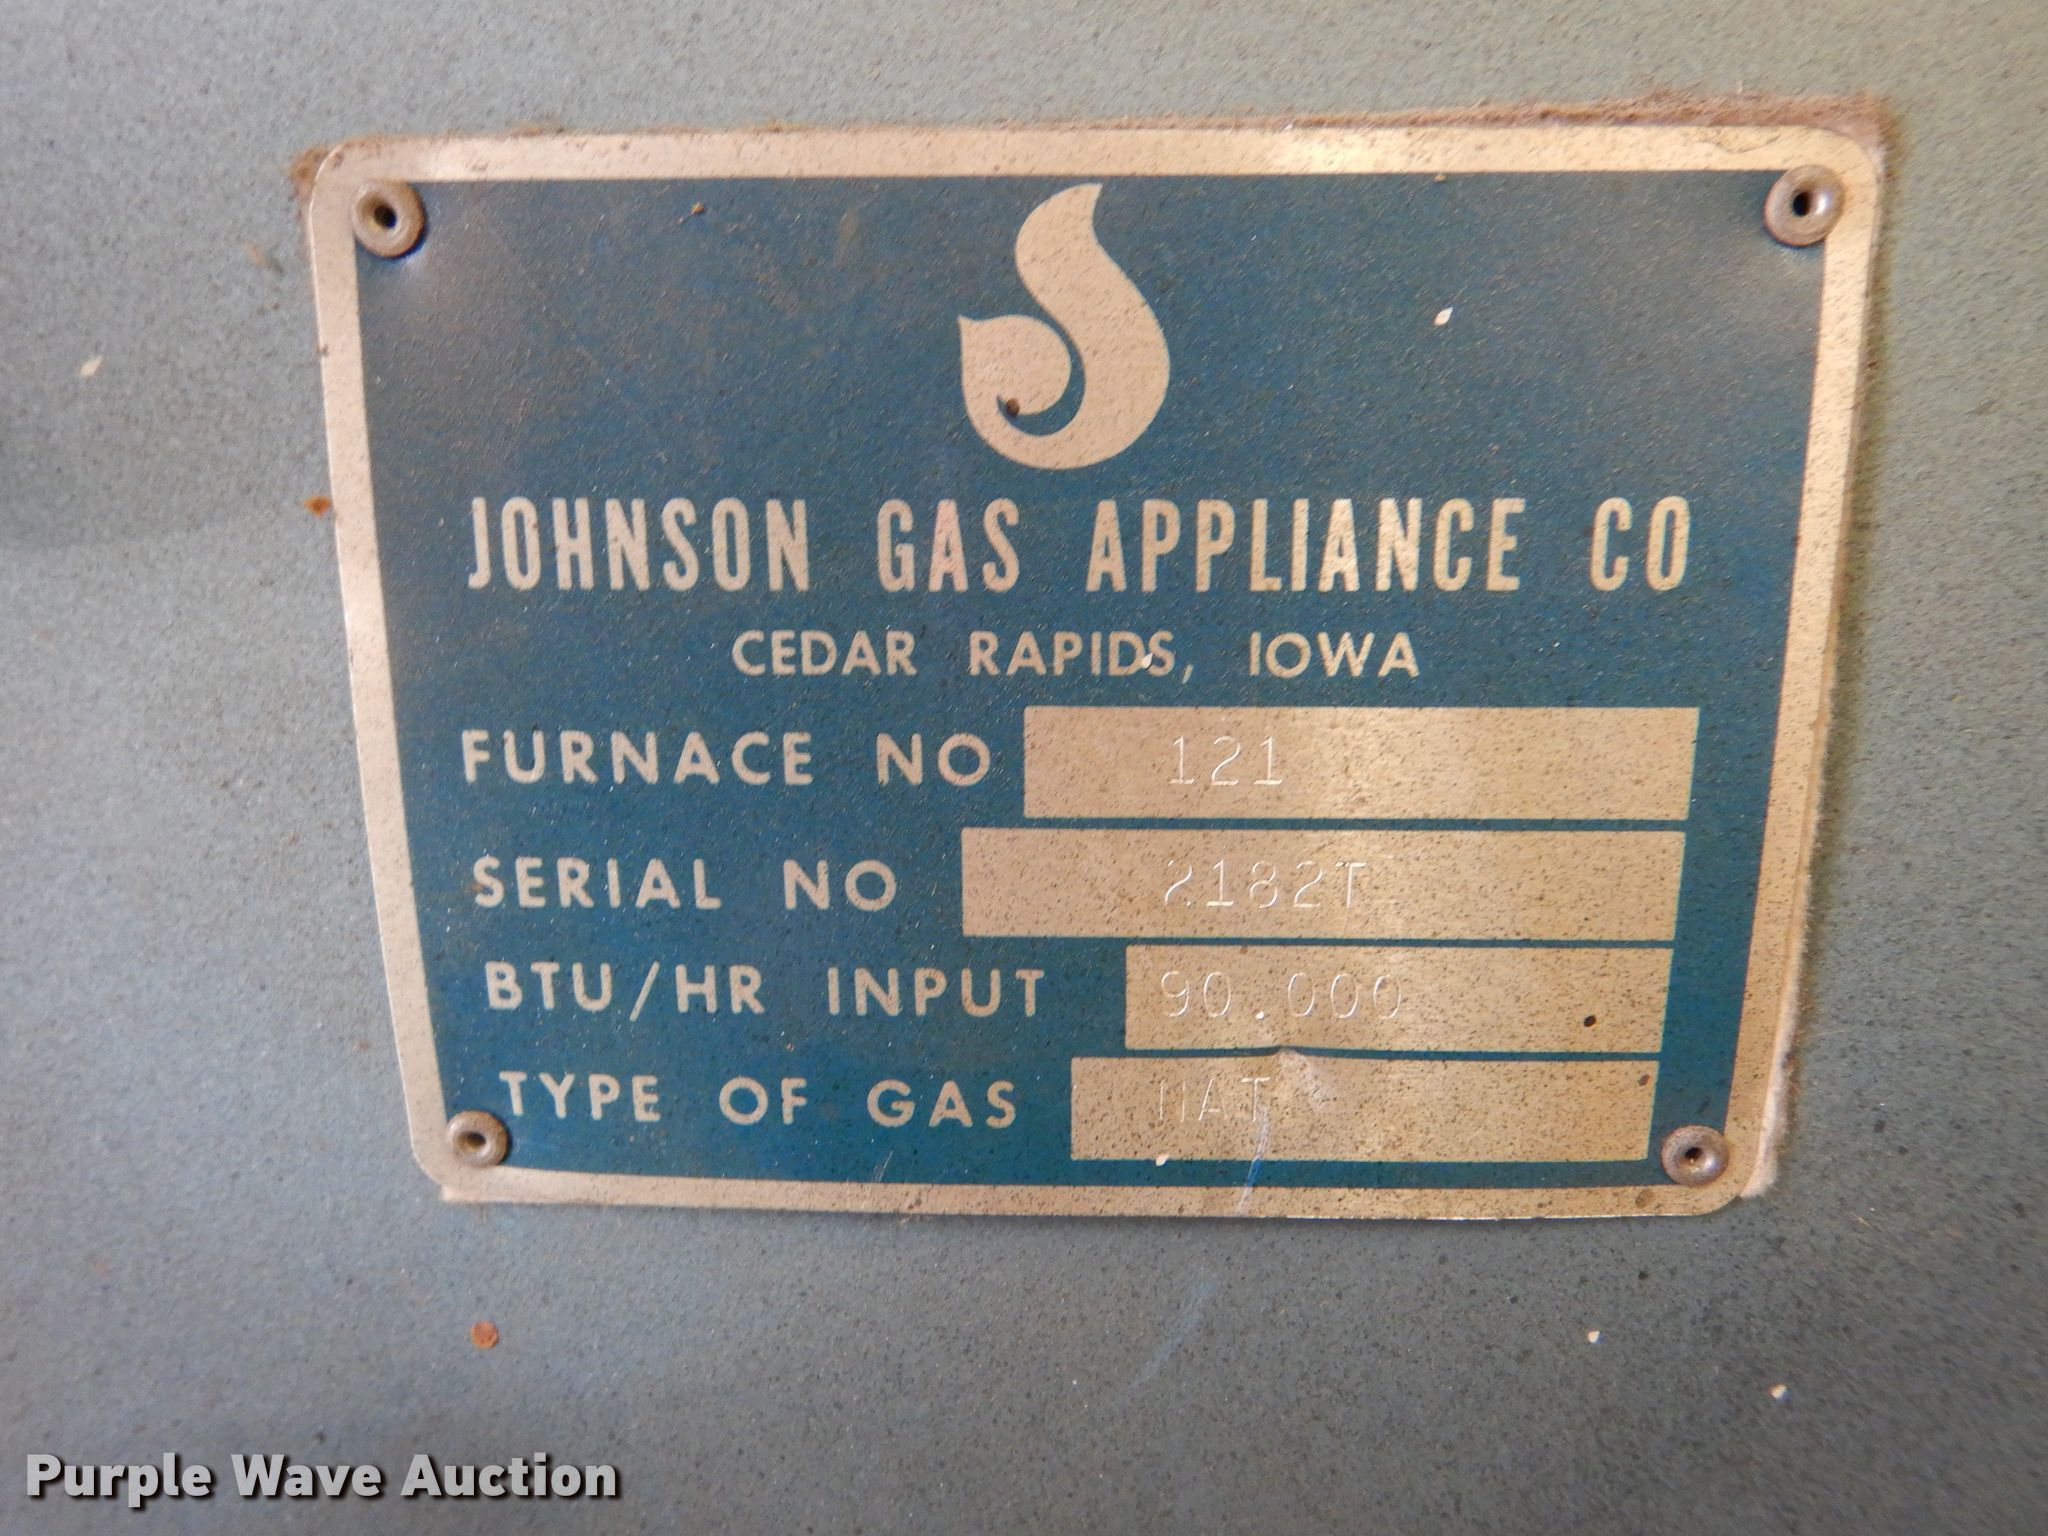 JOHNSON GAS APPLIANCE CO
CEDAR RAPIDS, IOWA
FURNACE NO 121
SERIAL NO 2182T
BTU/HR INPUT 90.000
TYPE OF GAS NAT
Purple Wave Auction